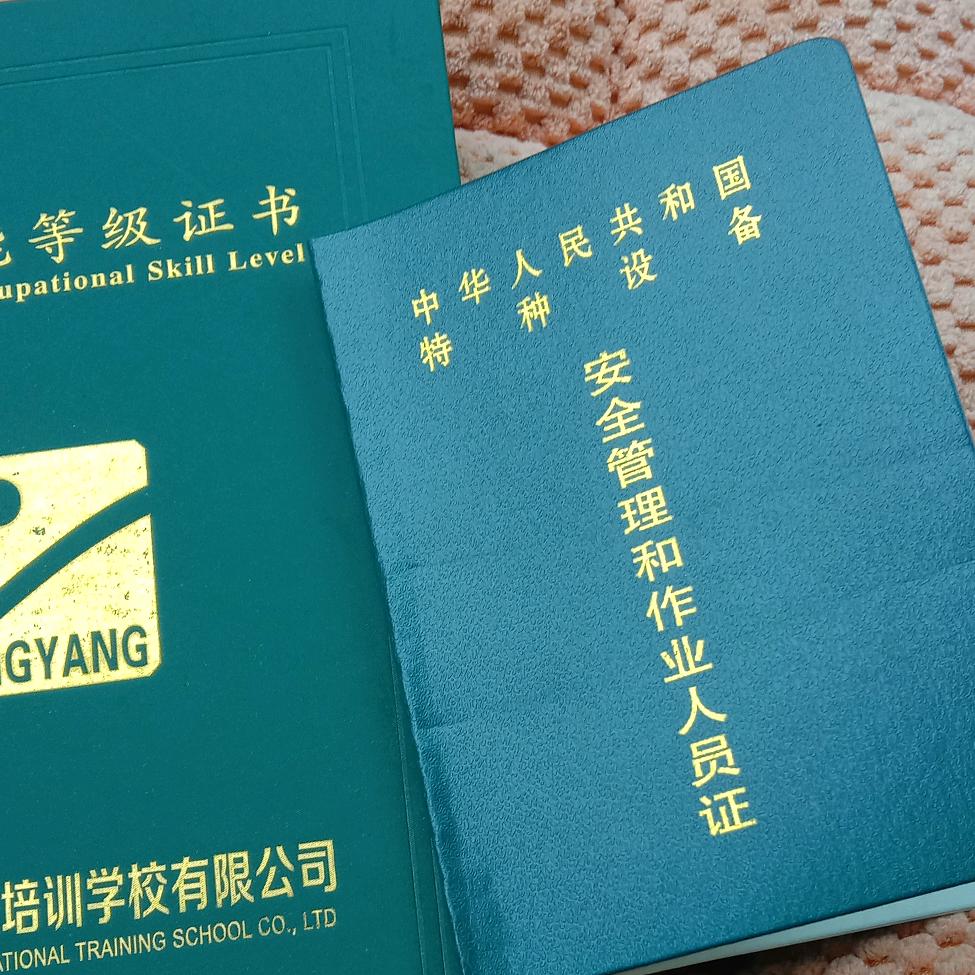 等级证书
upational Skill Level
GYANG
培训学校有限公司
ATIONAL TRAINING SCHOOL CO., LTD
中华人民共和国
特种设备
安全管理和作业人员证